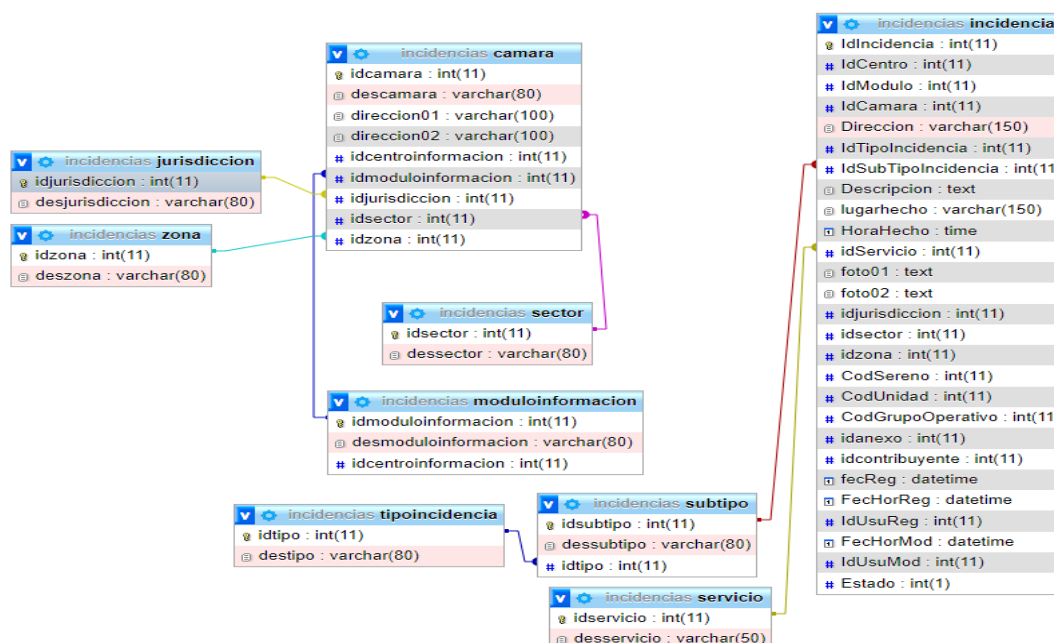 incidencias camara
idcamara : int(11)
descamara : varchar(80)
direccion01 : varchar(100)
direccion02 : varchar(100)
idcentroinformacion : int(11)
idmoduloinformacion : int(11)
idjurisdiccion : int(11)
idsector : int(11)
idzona : int(11)
incidencias jurisdiccion
idjurisdiccion : int(11)
desjurisdiccion : varchar(80)
incidencias zona
idzona : int(11)
deszona : varchar(80)
incidencias sector
idsector : int(11)
dessector : varchar(80)
incidencias moduloinformacion
idmoduloinformacion : int(11)
desmoduloinformacion : varchar(80)
idcentroinformacion : int(11)
incidencias tipoincidencia
idtipo : int(11)
destipo : varchar(80)
incidencias subtipo
idsubtipo : int(11)
dessubtipo : varchar(80)
idtipo : int(11)
incidencias servicio
idservicio : int(11)
desservicio : varchar(50)
incidencias incidencia
IdIncidencia : int(11)
IdCentro : int(11)
IdModulo : int(11)
IdCamara : int(11)
Direccion : varchar(150)
IdTipoIncidencia : int(11)
IdSubTipoIncidencia : int(11
Descripcion : text
lugarhecho : varchar(150)
HoraHecho : time
idServicio : int(11)
foto01 : text
foto02 : text
idjurisdiccion : int(11)
idsector : int(11)
idzona : int(11)
CodSereno : int(11)
CodUnidad : int(11)
CodGrupoOperativo : int(11
idanexo : int(11)
idcontribuyente : int(11)
fecReg : datetime
FecHorReg : datetime
IdUsuReg : int(11)
FecHorMod : datetime
IdUsuMod : int(11)
Estado : int(1)